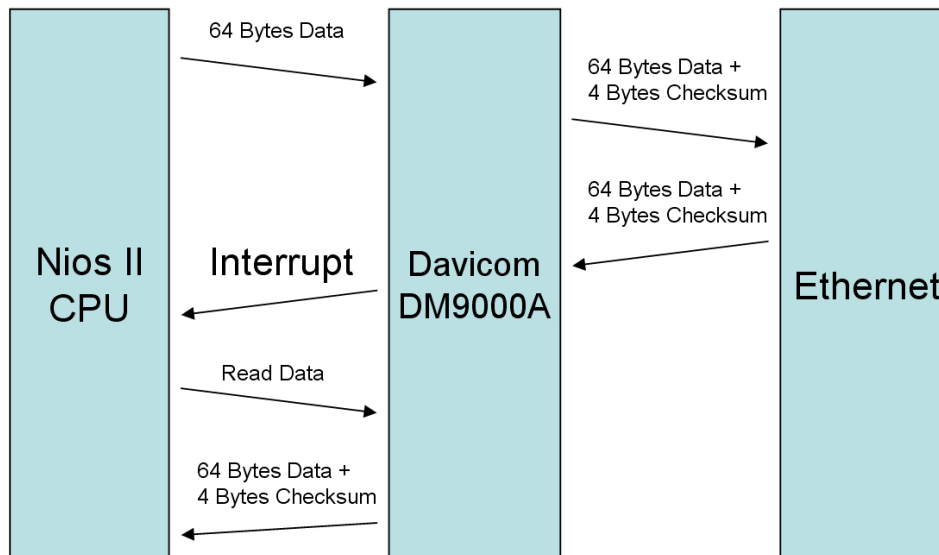 64 Bytes Data
64 Bytes Data +
4 Bytes Checksum
64 Bytes Data +
4 Bytes Checksum
Nios II
CPU
Interrupt
Davicom
DM9000A
Ethernet
Read Data
64 Bytes Data +
4 Bytes Checksum